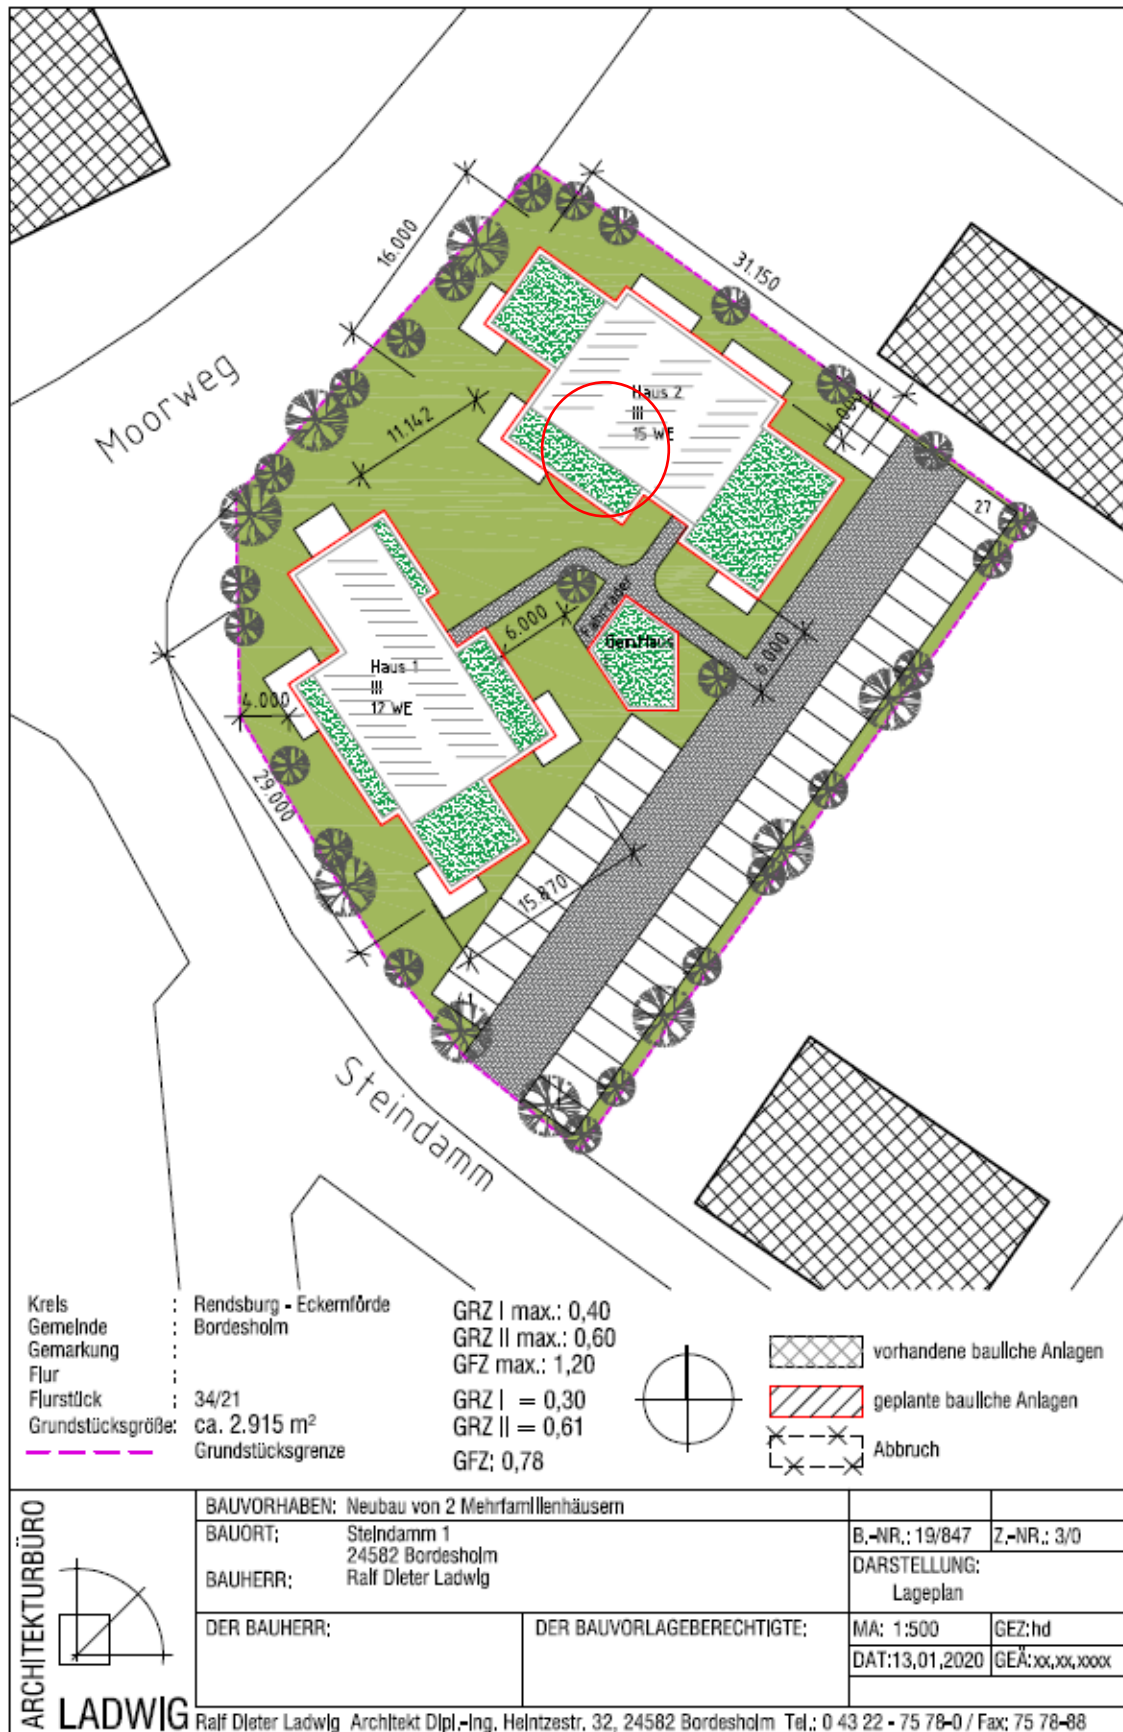 Moorweg
16.000
31.150
11.142
Haus 2
III
15 WE
27
6.000
Fahrräder
Gem.Haus
6.000
Haus 1
III
12 WE
4.000
29.000
15.870
41
Steindamm
Kreis : Rendsburg - Eckernförde
Gemeinde : Bordesholm
Gemarkung :
Flur :
Flurstück : 34/21
Grundstücksgröße: ca. 2.915 m²
Grundstücksgrenze
GRZ I max.: 0,40
GRZ II max.: 0,60
GFZ max.: 1,20
GRZ I = 0,30
GRZ II = 0,61
GFZ: 0,78
vorhandene bauliche Anlagen
geplante bauliche Anlagen
Abbruch
ARCHITEKTURBÜRO
LADWIG
BAUVORHABEN: Neubau von 2 Mehrfamilienhäusern
BAUORT: Steindamm 1
24582 Bordesholm
BAUHERR: Ralf Dieter Ladwig
B.-NR.: 19/847 Z.-NR.: 3/0
DARSTELLUNG:
Lageplan
DER BAUHERR: DER BAUVORLAGEBERECHTIGTE:
MA: 1:500 GEZ:hd
DAT:13.01.2020 GEÄ:xx.xx.xxxx
Ralf Dieter Ladwig Architekt Dipl.-Ing. Heintzestr. 32, 24582 Bordesholm Tel.: 0 43 22 - 75 78-0 / Fax: 75 78-88